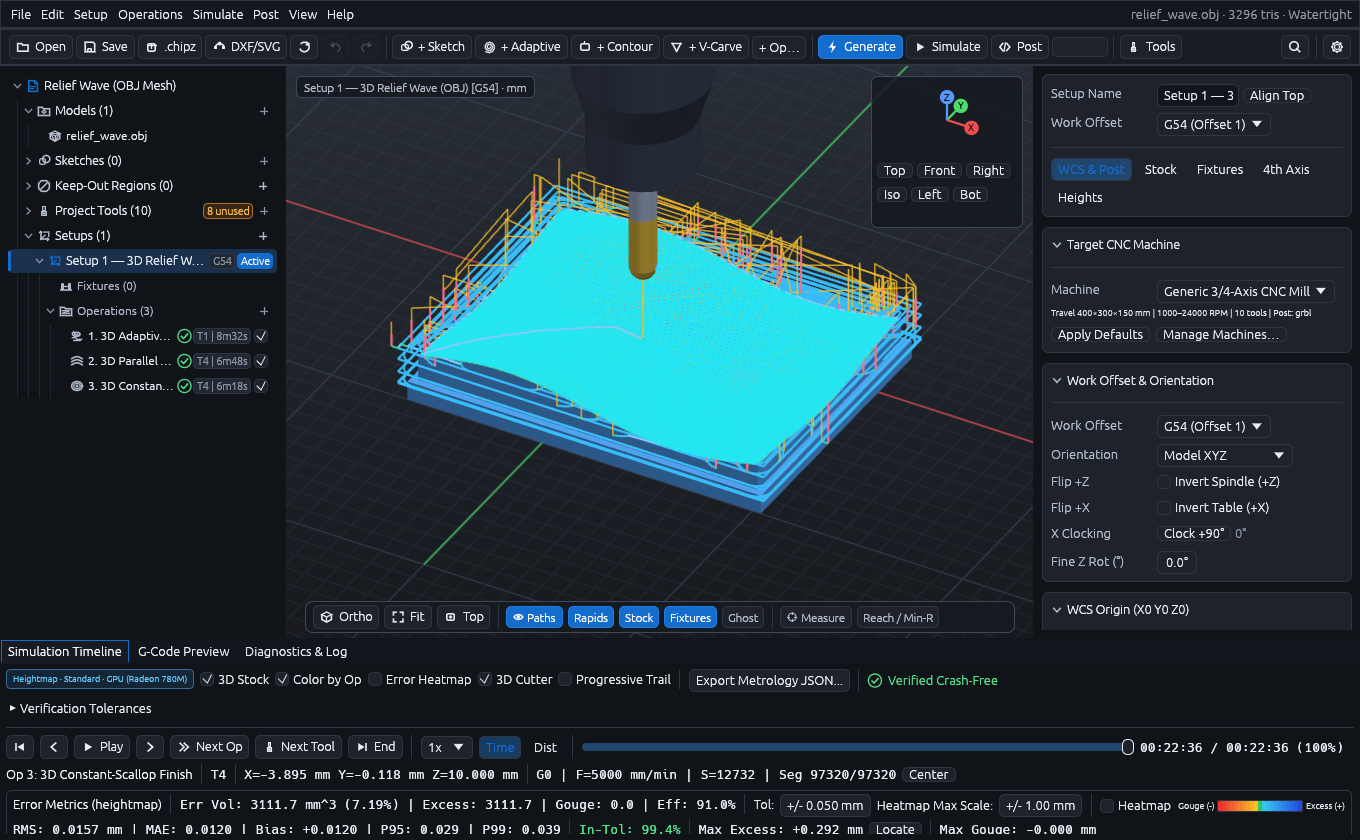 File Edit Setup Operations Simulate Post View Help
relief_wave.obj · 3296 tris · Watertight
Open Save .chipz DXF/SVG + Sketch + Adaptive + Contour + V-Carve + Op... Generate Simulate Post Tools
Relief Wave (OBJ Mesh)
Models (1) +
relief_wave.obj
Sketches (0) +
Keep-Out Regions (0) +
Project Tools (10) 8 unused +
Setups (1) +
Setup 1 — 3D Relief W... G54 Active
Fixtures (0)
Operations (3) +
1. 3D Adaptiv... T1 | 8m32s
2. 3D Parallel ... T4 | 6m48s
3. 3D Constan... T4 | 6m18s
Setup 1 — 3D Relief Wave (OBJ) [G54] · mm
Z Y X
Top Front Right
Iso Left Bot
Ortho Fit Top Paths Rapids Stock Fixtures Ghost Measure Reach / Min-R
Setup Name Setup 1 — 3 Align Top
Work Offset G54 (Offset 1)
WCS & Post Stock Fixtures 4th Axis
Heights
Target CNC Machine
Machine Generic 3/4-Axis CNC Mill
Travel 400×300×150 mm | 1000–24000 RPM | 10 tools | Post: grbl
Apply Defaults Manage Machines...
Work Offset & Orientation
Work Offset G54 (Offset 1)
Orientation Model XYZ
Flip +Z Invert Spindle (+Z)
Flip +X Invert Table (+X)
X Clocking Clock +90° 0°
Fine Z Rot (°) 0.0°
WCS Origin (X0 Y0 Z0)
Simulation Timeline G-Code Preview Diagnostics & Log
Heightmap · Standard · GPU (Radeon 780M) 3D Stock Color by Op Error Heatmap 3D Cutter Progressive Trail Export Metrology JSON... Verified Crash-Free
Verification Tolerances
Play Next Op Next Tool End 1x Time Dist 00:22:36 / 00:22:36 (100%)
Op 3: 3D Constant-Scallop Finish T4 X=-3.895 mm Y=-0.118 mm Z=10.000 mm G0 | F=5000 mm/min | S=12732 | Seg 97320/97320 Center
Error Metrics (heightmap) Err Vol: 3111.7 mm^3 (7.19%) | Excess: 3111.7 | Gouge: 0.0 | Eff: 91.0% Tol: +/- 0.050 mm Heatmap Max Scale: +/- 1.00 mm Heatmap Gouge (-) Excess (+)
RMS: 0.0157 mm | MAE: 0.0120 | Bias: +0.0120 | P95: 0.029 | P99: 0.039 In-Tol: 99.4% Max Excess: +0.292 mm Locate Max Gouge: -0.000 mm